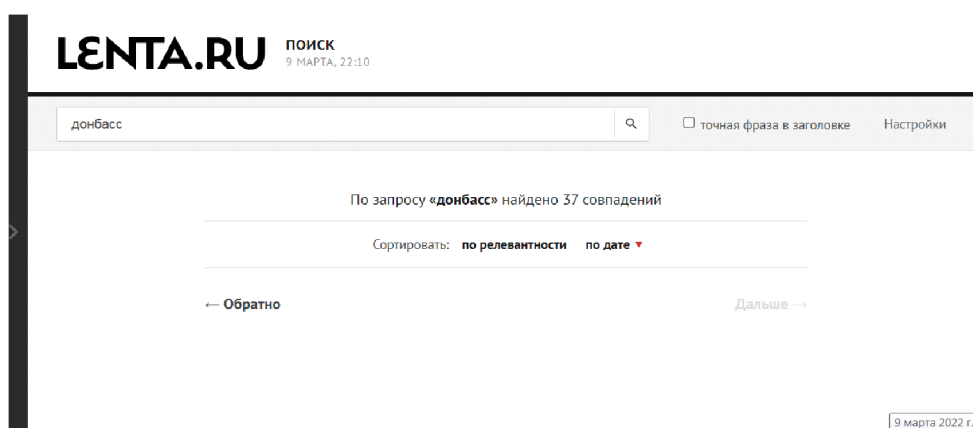 LENTA.RU
ПОИСК
9 МАРТА, 22:10
донбасс
точная фраза в заголовке
Настройки
По запросу «донбасс» найдено 37 совпадений
Сортировать: по релевантности по дате ▼
← Обратно
Дальше →
9 марта 2022 г.